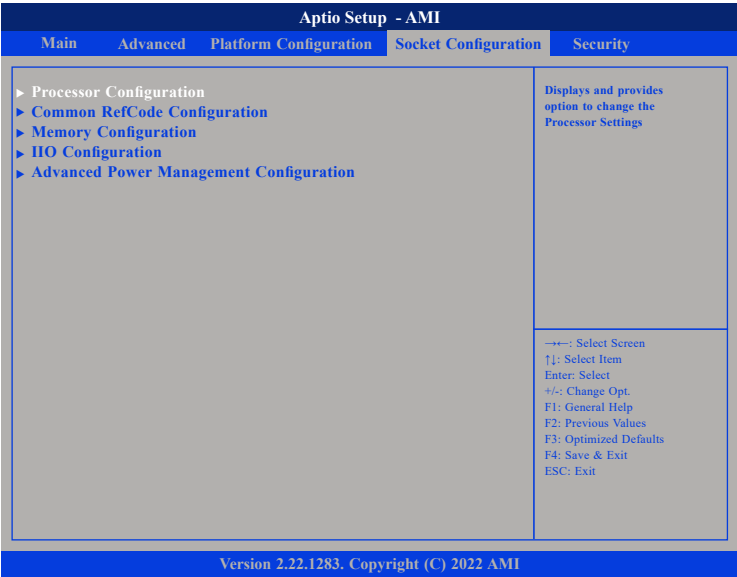 Aptio Setup - AMI
Main Advanced Platform Configuration Socket Configuration Security
► Processor Configuration
► Common RefCode Configuration
► Memory Configuration
► IIO Configuration
► Advanced Power Management Configuration
Displays and provides
option to change the
Processor Settings
→←: Select Screen
↑↓: Select Item
Enter: Select
+/-: Change Opt.
F1: General Help
F2: Previous Values
F3: Optimized Defaults
F4: Save & Exit
ESC: Exit
Version 2.22.1283. Copyright (C) 2022 AMI